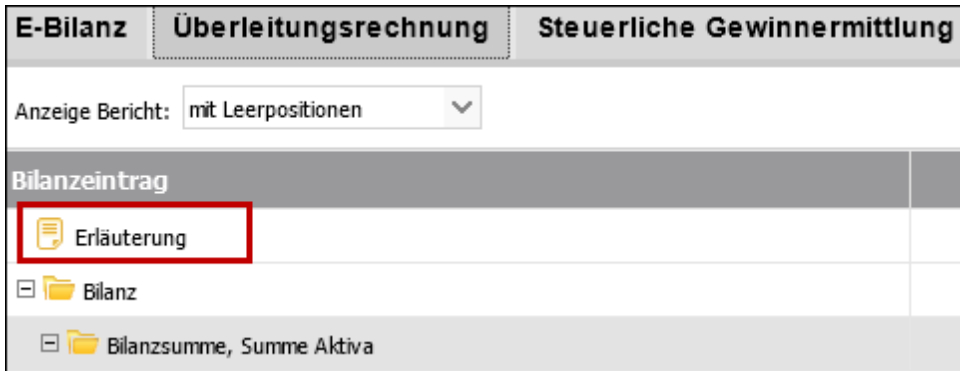 E-Bilanz Überleitungsrechnung Steuerliche Gewinnermittlung
Anzeige Bericht: mit Leerpositionen
Bilanzeintrag
Erläuterung
Bilanz
Bilanzsumme, Summe Aktiva